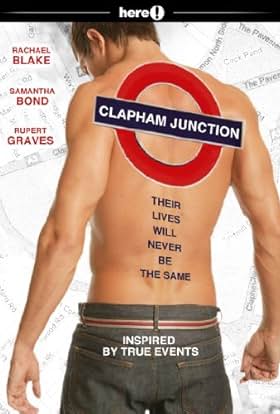 here!
RACHAEL
BLAKE
SAMANTHA
BOND
RUPERT
GRAVES
CLAPHAM JUNCTION
THEIR
LIVES
WILL
NEVER
BE
THE SAME
INSPIRED
BY TRUE EVENTS